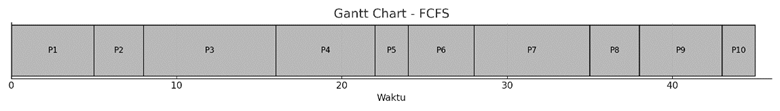 Gantt Chart - FCFS
P1 P2 P3 P4 P5 P6 P7 P8 P9 P10
0 10 20 30 40
Waktu